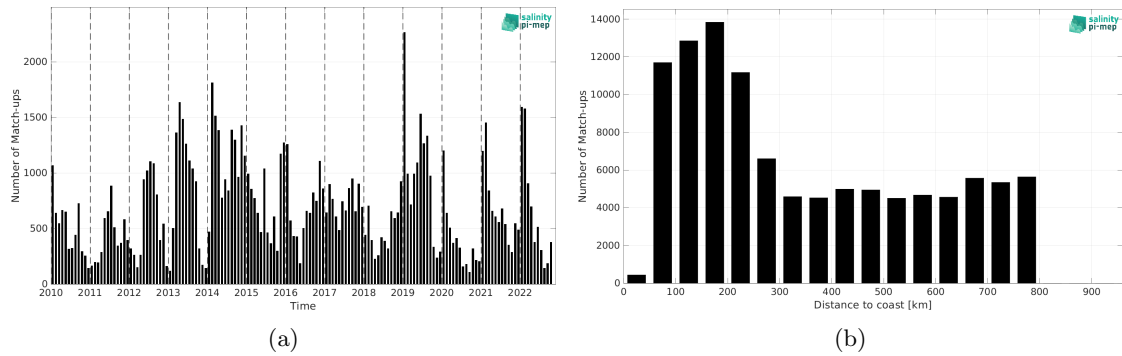 salinity
pi-mep
2000
1500
1000
500
0
Number of Match-ups
2010 2011 2012 2013 2014 2015 2016 2017 2018 2019 2020 2021 2022
Time
(a)
salinity
pi-mep
14000
12000
10000
8000
6000
4000
2000
0
Number of Match-ups
0 100 200 300 400 500 600 700 800 900
Distance to coast [km]
(b)